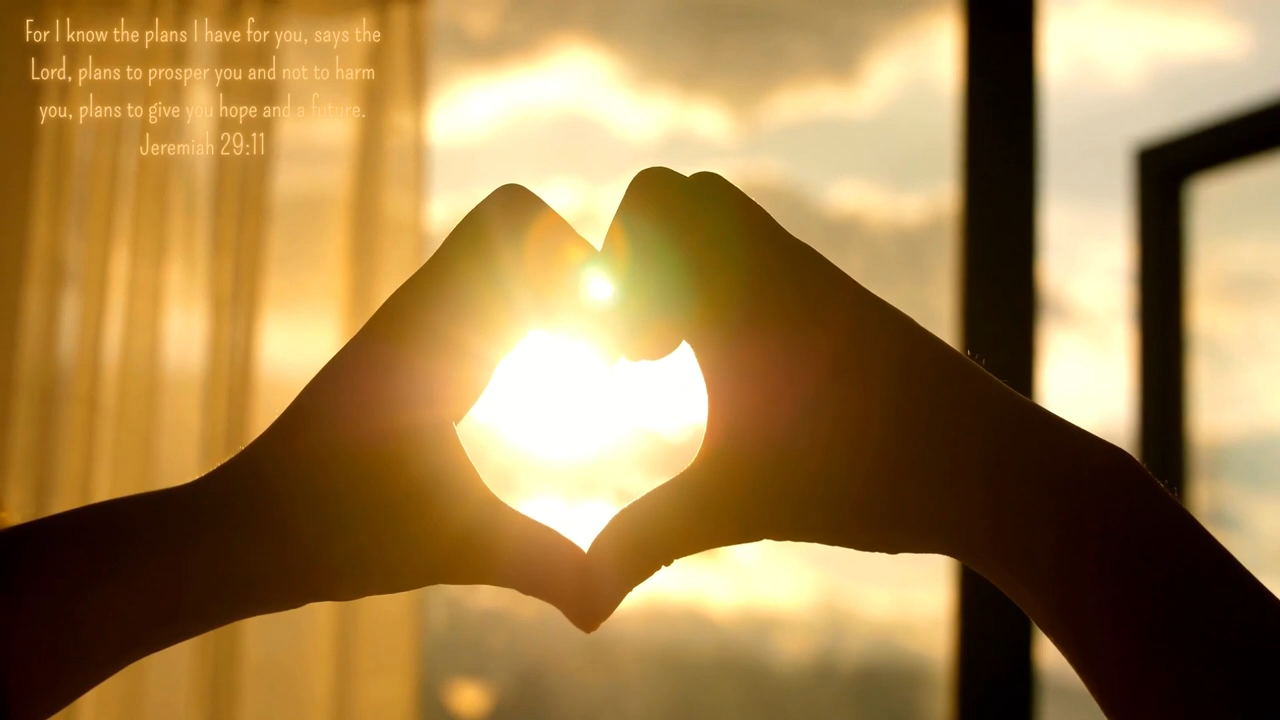 For I know the plans I have for you, says the
Lord, plans to prosper you and not to harm
you, plans to give you hope and a future.
Jeremiah 29:11